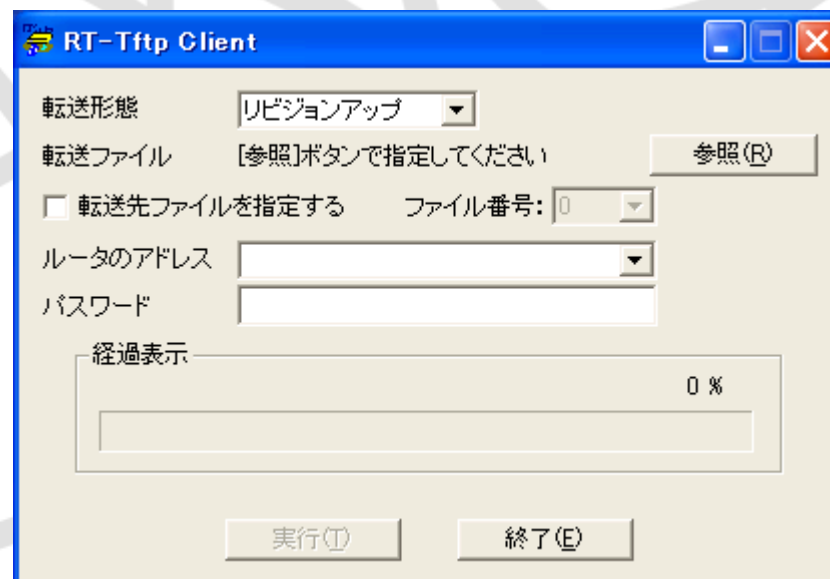 RT-Tftp Client
転送形態 リビジョンアップ
転送ファイル [参照]ボタンで指定してください 参照(R)
転送先ファイルを指定する ファイル番号: 0
ルータのアドレス
パスワード
経過表示
0 %
実行(T) 終了(E)